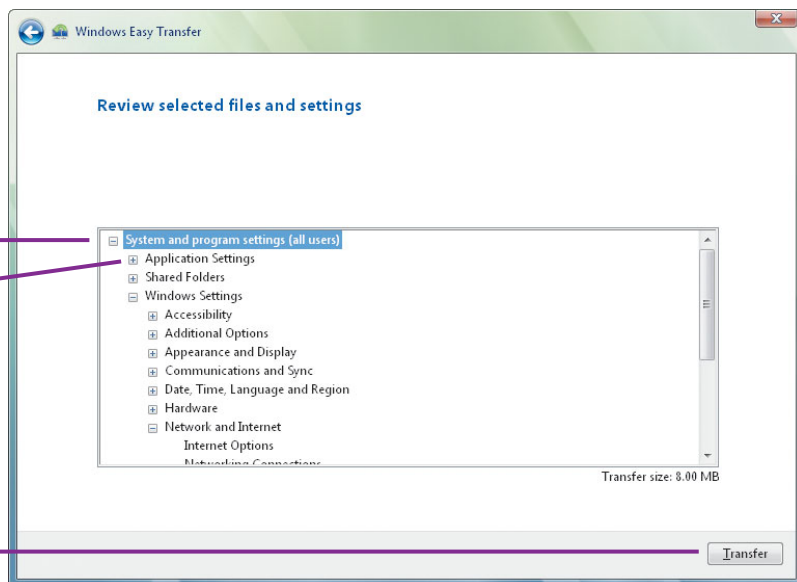 Windows Easy Transfer
Review selected files and settings
System and program settings (all users)
Application Settings
Shared Folders
Windows Settings
Accessibility
Additional Options
Appearance and Display
Communications and Sync
Date, Time, Language and Region
Hardware
Network and Internet
Internet Options
Networking Connections
Transfer size: 8.00 MB
Transfer